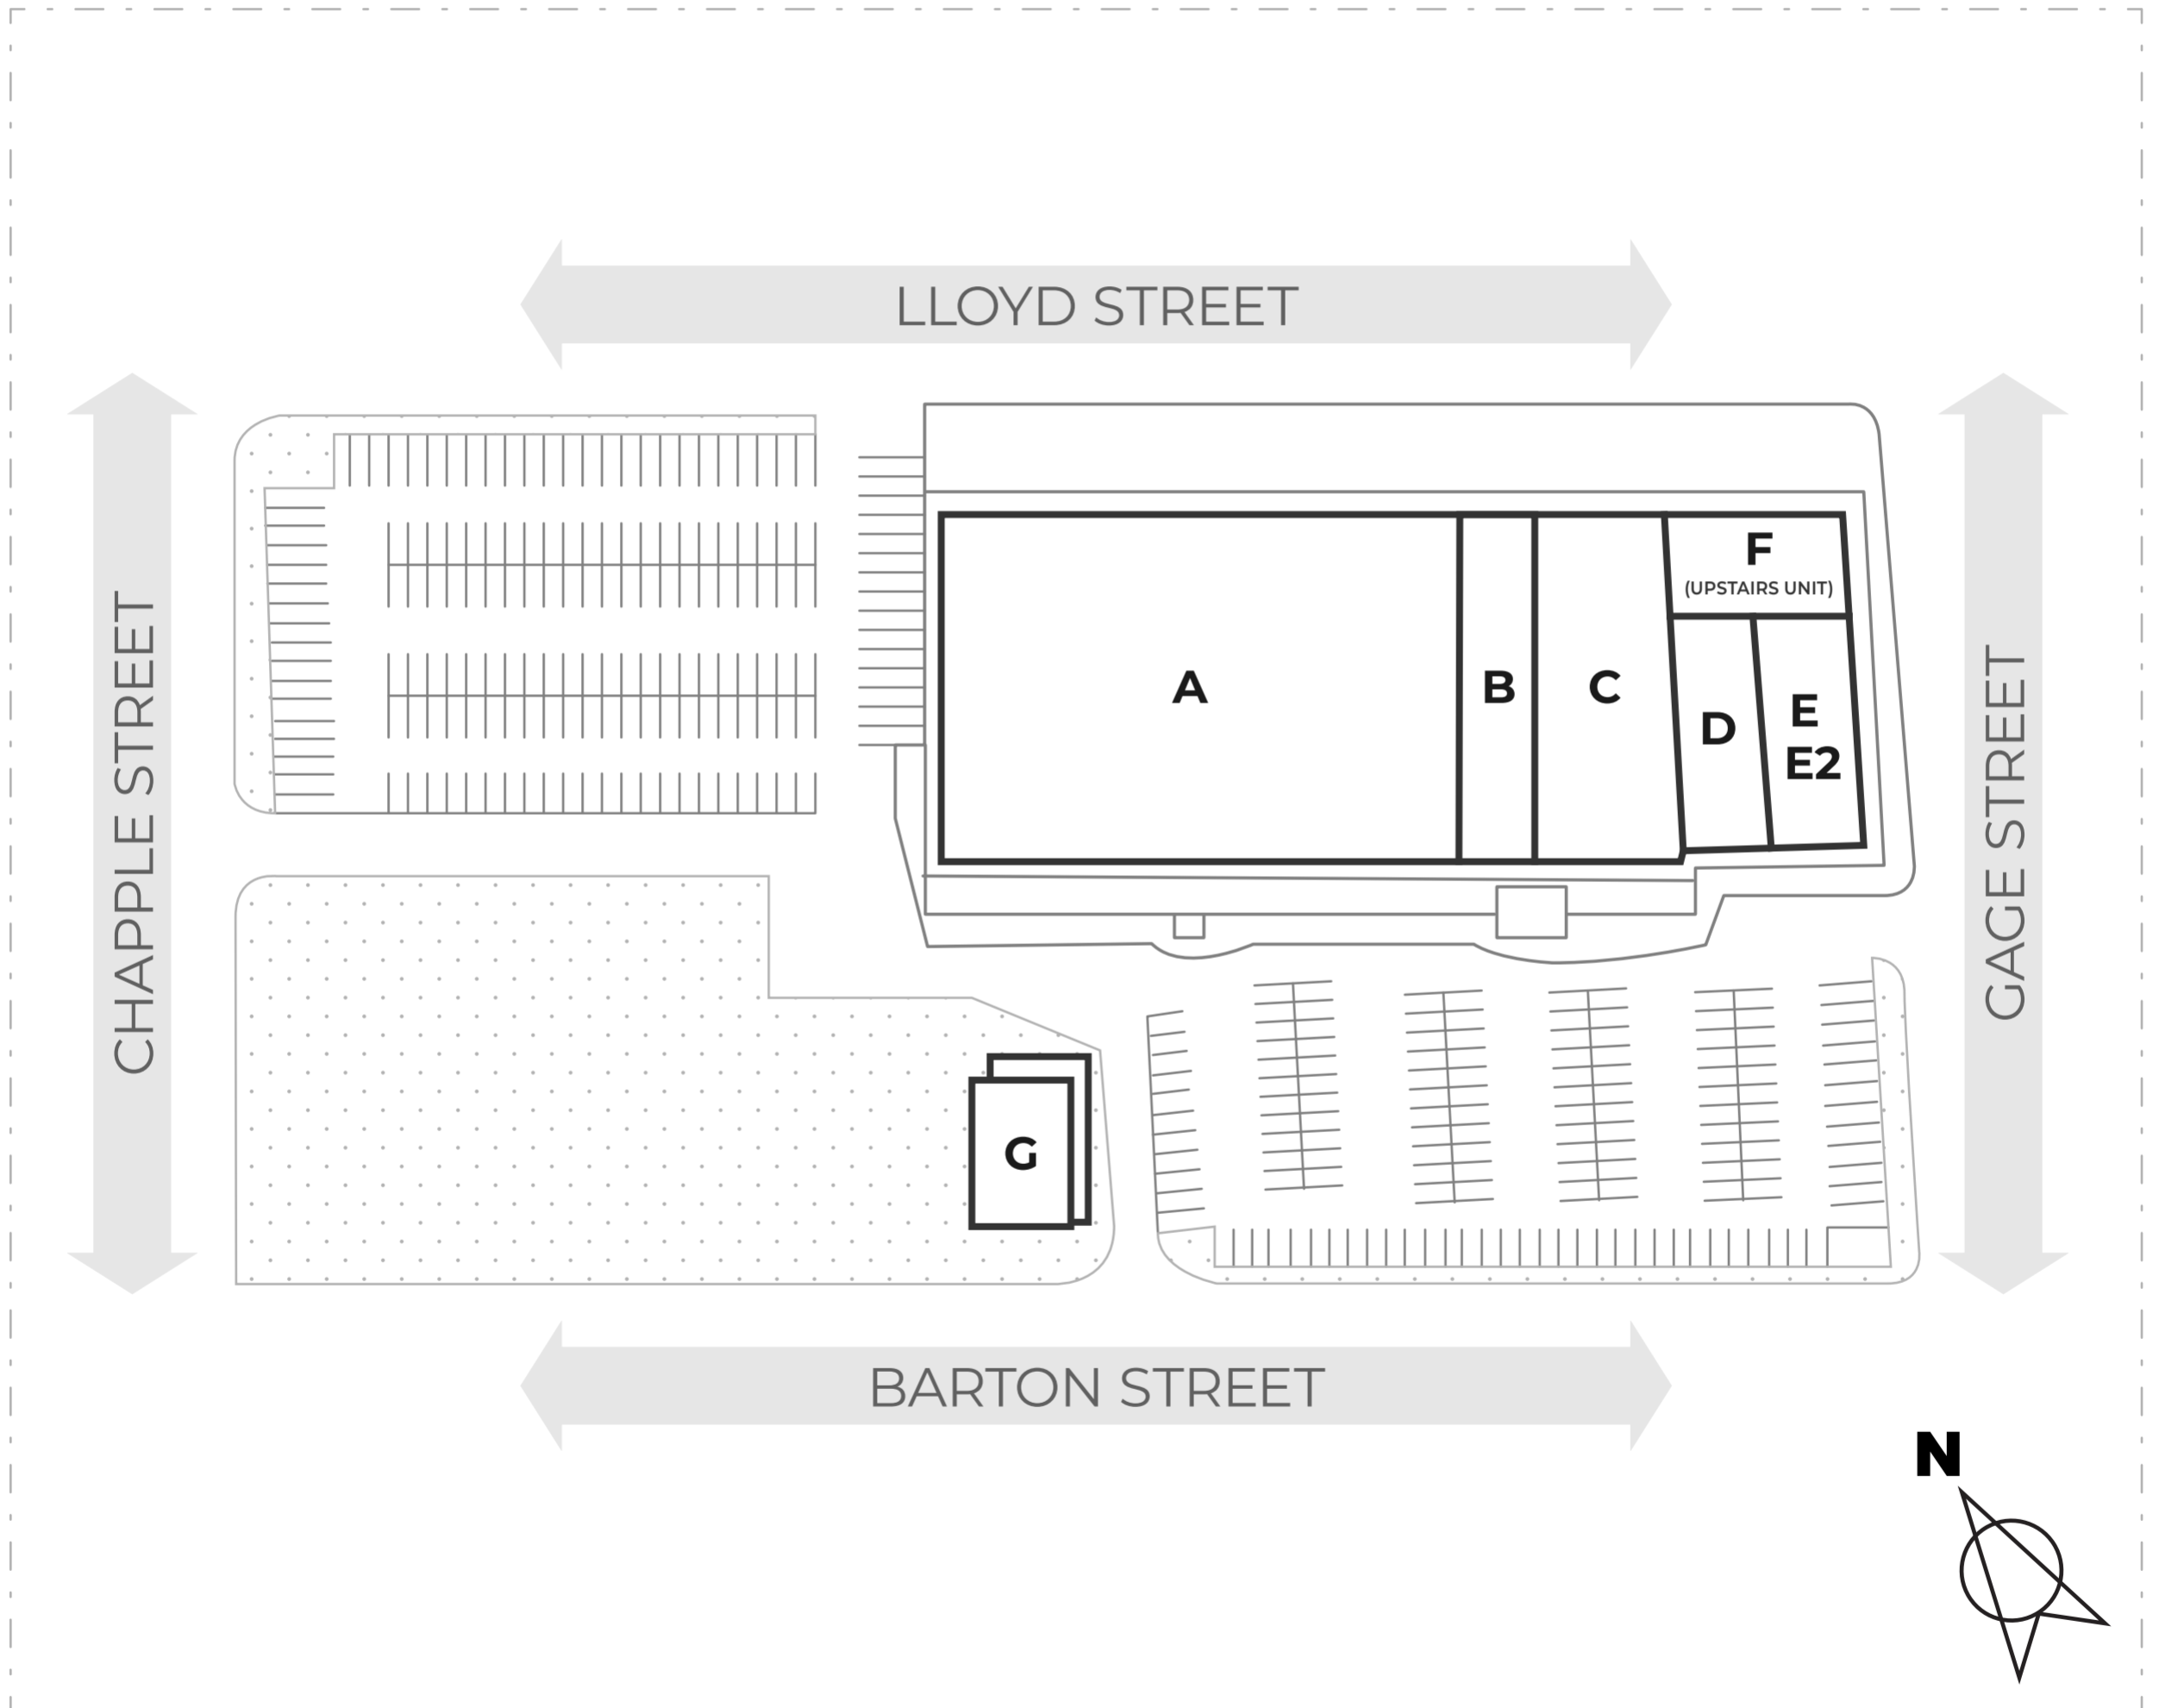 LLOYD STREET
CHAPPLE STREET
GAGE STREET
A
B
C
D
E
E2
F
(UPSTAIRS UNIT)
G
BARTON STREET
N